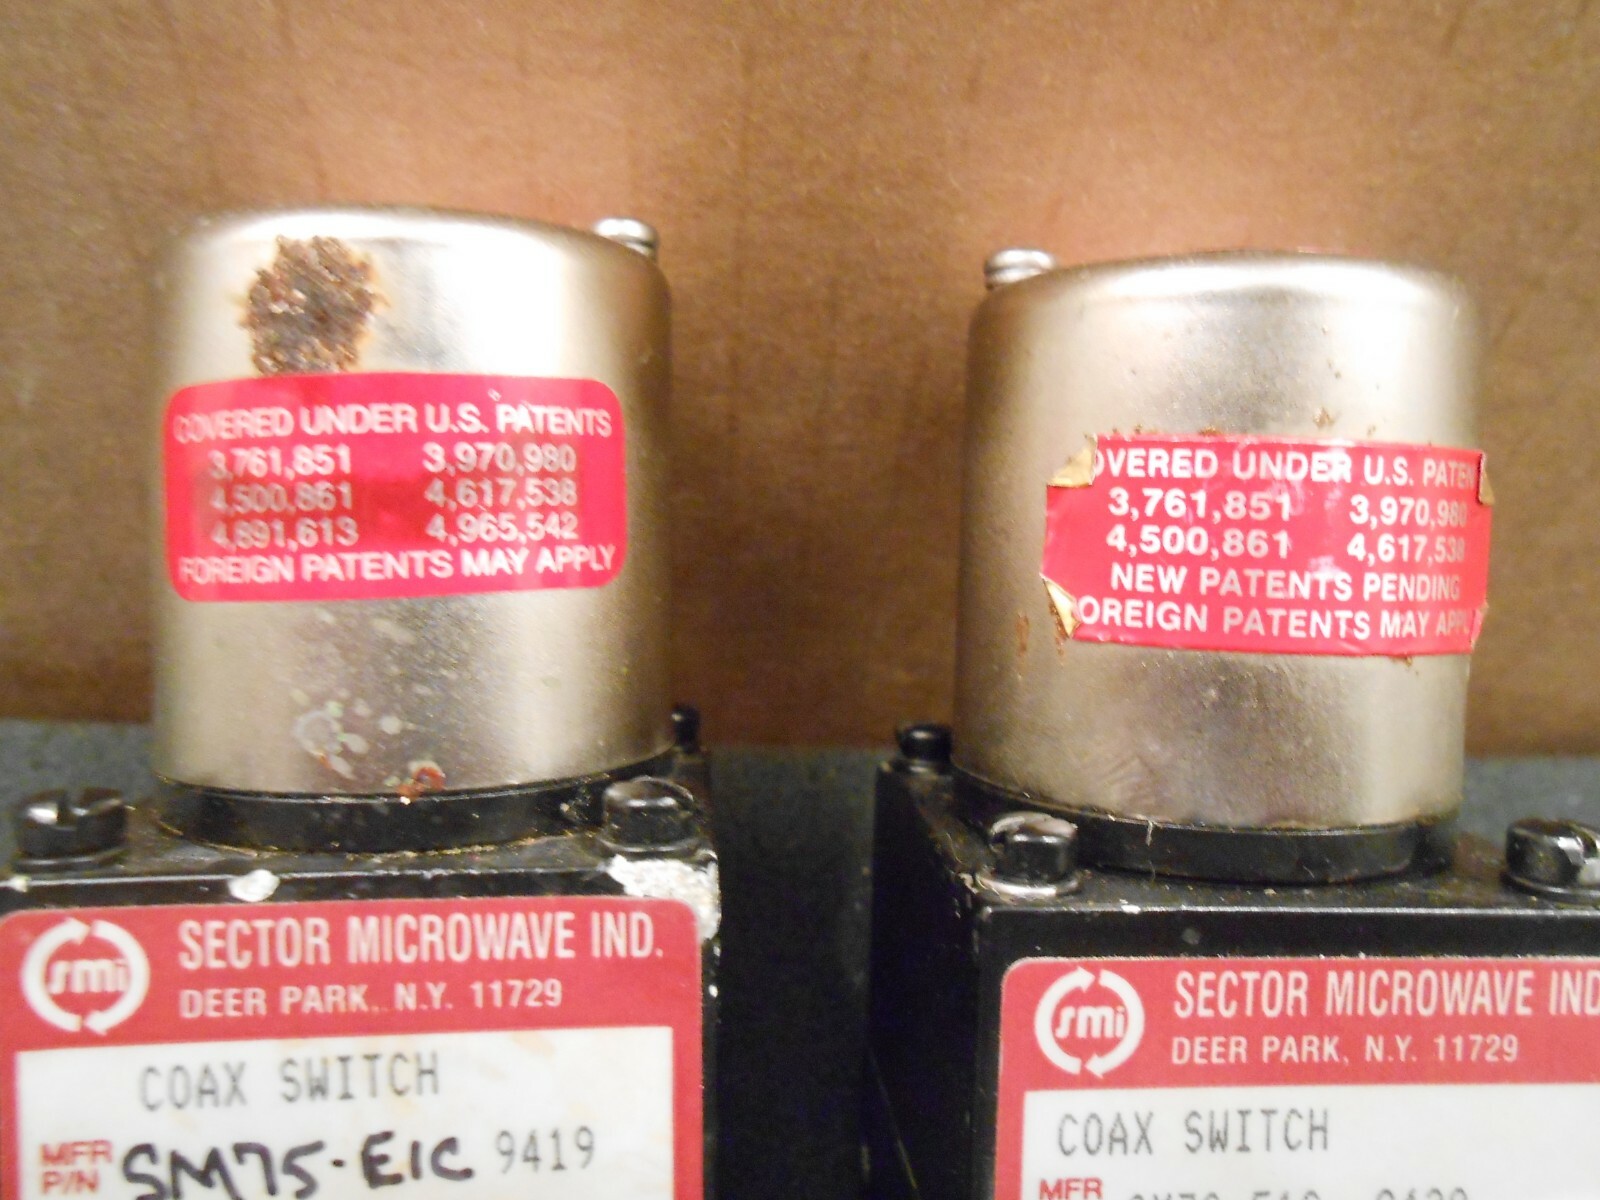 COVERED UNDER U.S. PATENTS
3,761,851 3,970,980
4,500,861 4,617,538
4,891,613 4,965,542
FOREIGN PATENTS MAY APPLY
smi
SECTOR MICROWAVE IND.
DEER PARK, N.Y. 11729
COAX SWITCH
MFR
P/N SM75-E1C 9419
OVERED UNDER U.S. PATEN
3,761,851 3,970,980
4,500,861 4,617,538
NEW PATENTS PENDING
FOREIGN PATENTS MAY APPL
smi
SECTOR MICROWAVE IND
DEER PARK, N.Y. 11729
COAX SWITCH
MFR